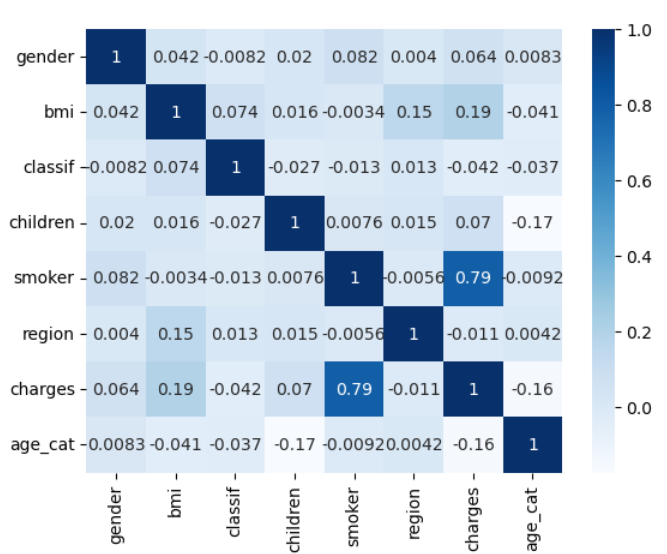 gender 1 0.042 -0.0082 0.02 0.082 0.004 0.064 0.0083
bmi 0.042 1 0.074 0.016 -0.0034 0.15 0.19 -0.041
classif -0.0082 0.074 1 -0.027 -0.013 0.013 -0.042 -0.037
children 0.02 0.016 -0.027 1 0.0076 0.015 0.07 -0.17
smoker 0.082 -0.0034 -0.013 0.0076 1 -0.0056 0.79 -0.0092
region 0.004 0.15 0.013 0.015 -0.0056 1 -0.011 0.0042
charges 0.064 0.19 -0.042 0.07 0.79 -0.011 1 -0.16
age_cat 0.0083 -0.041 -0.037 -0.17 -0.0092 0.0042 -0.16 1
gender bmi classif children smoker region charges age_cat
1.0
0.8
0.6
0.4
0.2
0.0